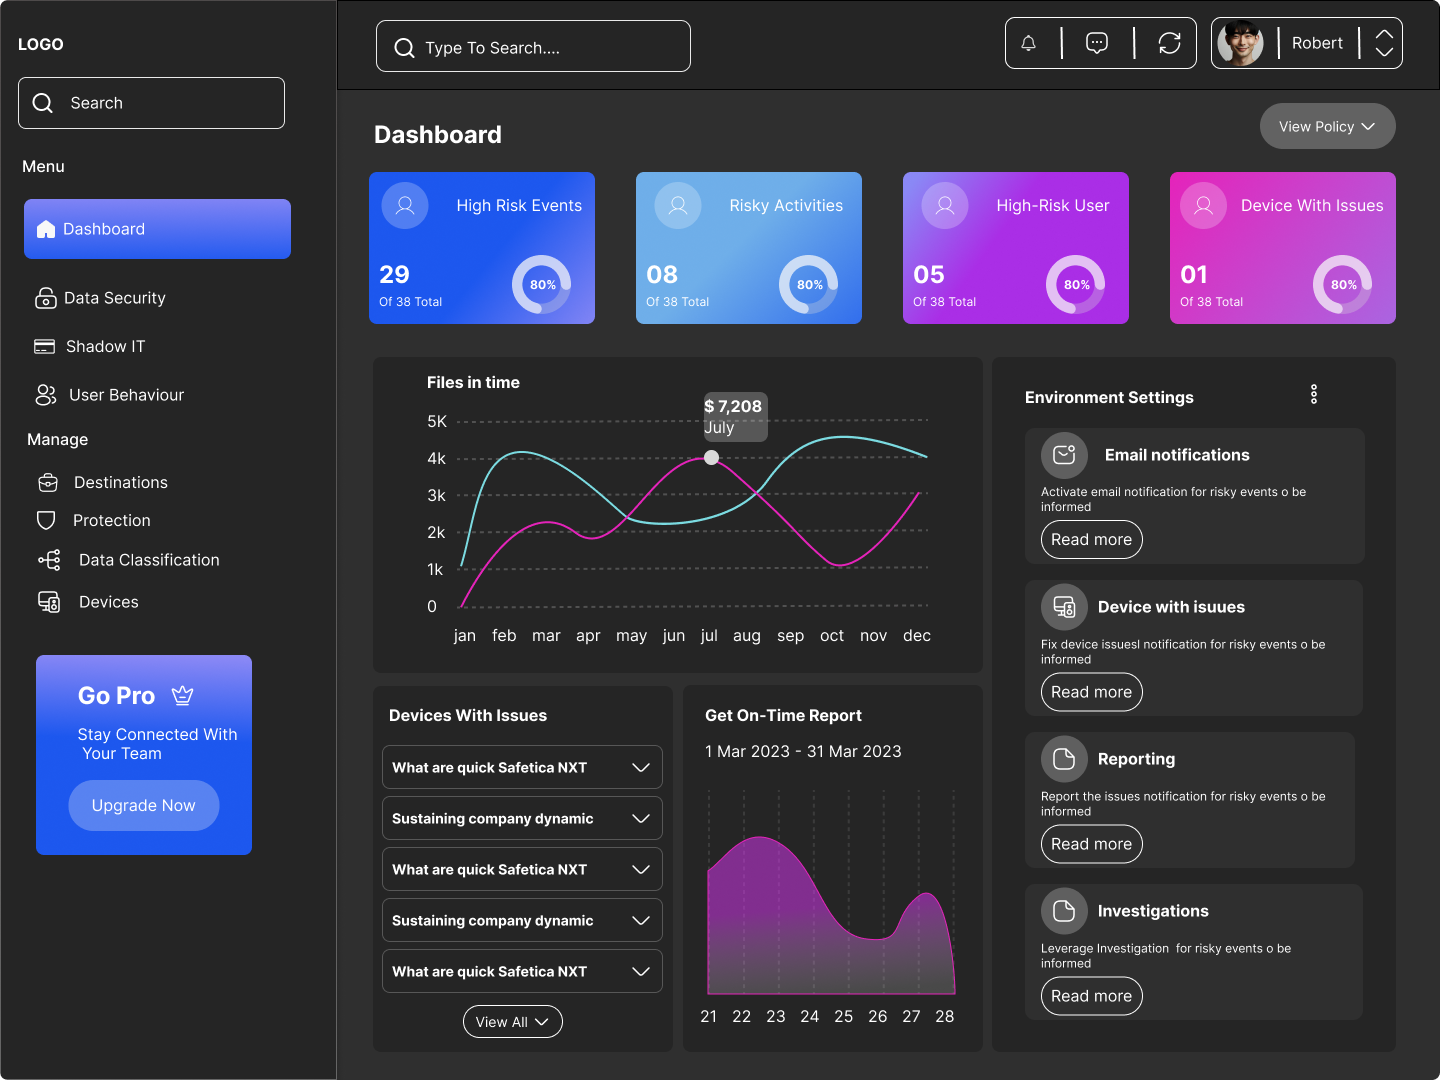 LOGO
Search
Menu
Dashboard
Data Security
Shadow IT
User Behaviour
Manage
Destinations
Protection
Data Classification
Devices
Go Pro
Stay Connected With
Your Team
Upgrade Now
Type To Search....
Robert
Dashboard
View Policy
High Risk Events
29
Of 38 Total
80%
Risky Activities
08
Of 38 Total
80%
High-Risk User
05
Of 38 Total
80%
Device With Issues
01
Of 38 Total
80%
Files in time
$ 7,208
July
5K
4k
3k
2k
1k
0
jan feb mar apr may jun jul aug sep oct nov dec
Devices With Issues
What are quick Safetica NXT
Sustaining company dynamic
What are quick Safetica NXT
Sustaining company dynamic
What are quick Safetica NXT
View All
Get On-Time Report
1 Mar 2023 - 31 Mar 2023
21 22 23 24 25 26 27 28
Environment Settings
Email notifications
Activate email notification for risky events o be
informed
Read more
Device with isuues
Fix device issuesl notification for risky events o be
informed
Read more
Reporting
Report the issues notification for risky events o be
informed
Read more
Investigations
Leverage Investigation  for risky events o be
informed
Read more